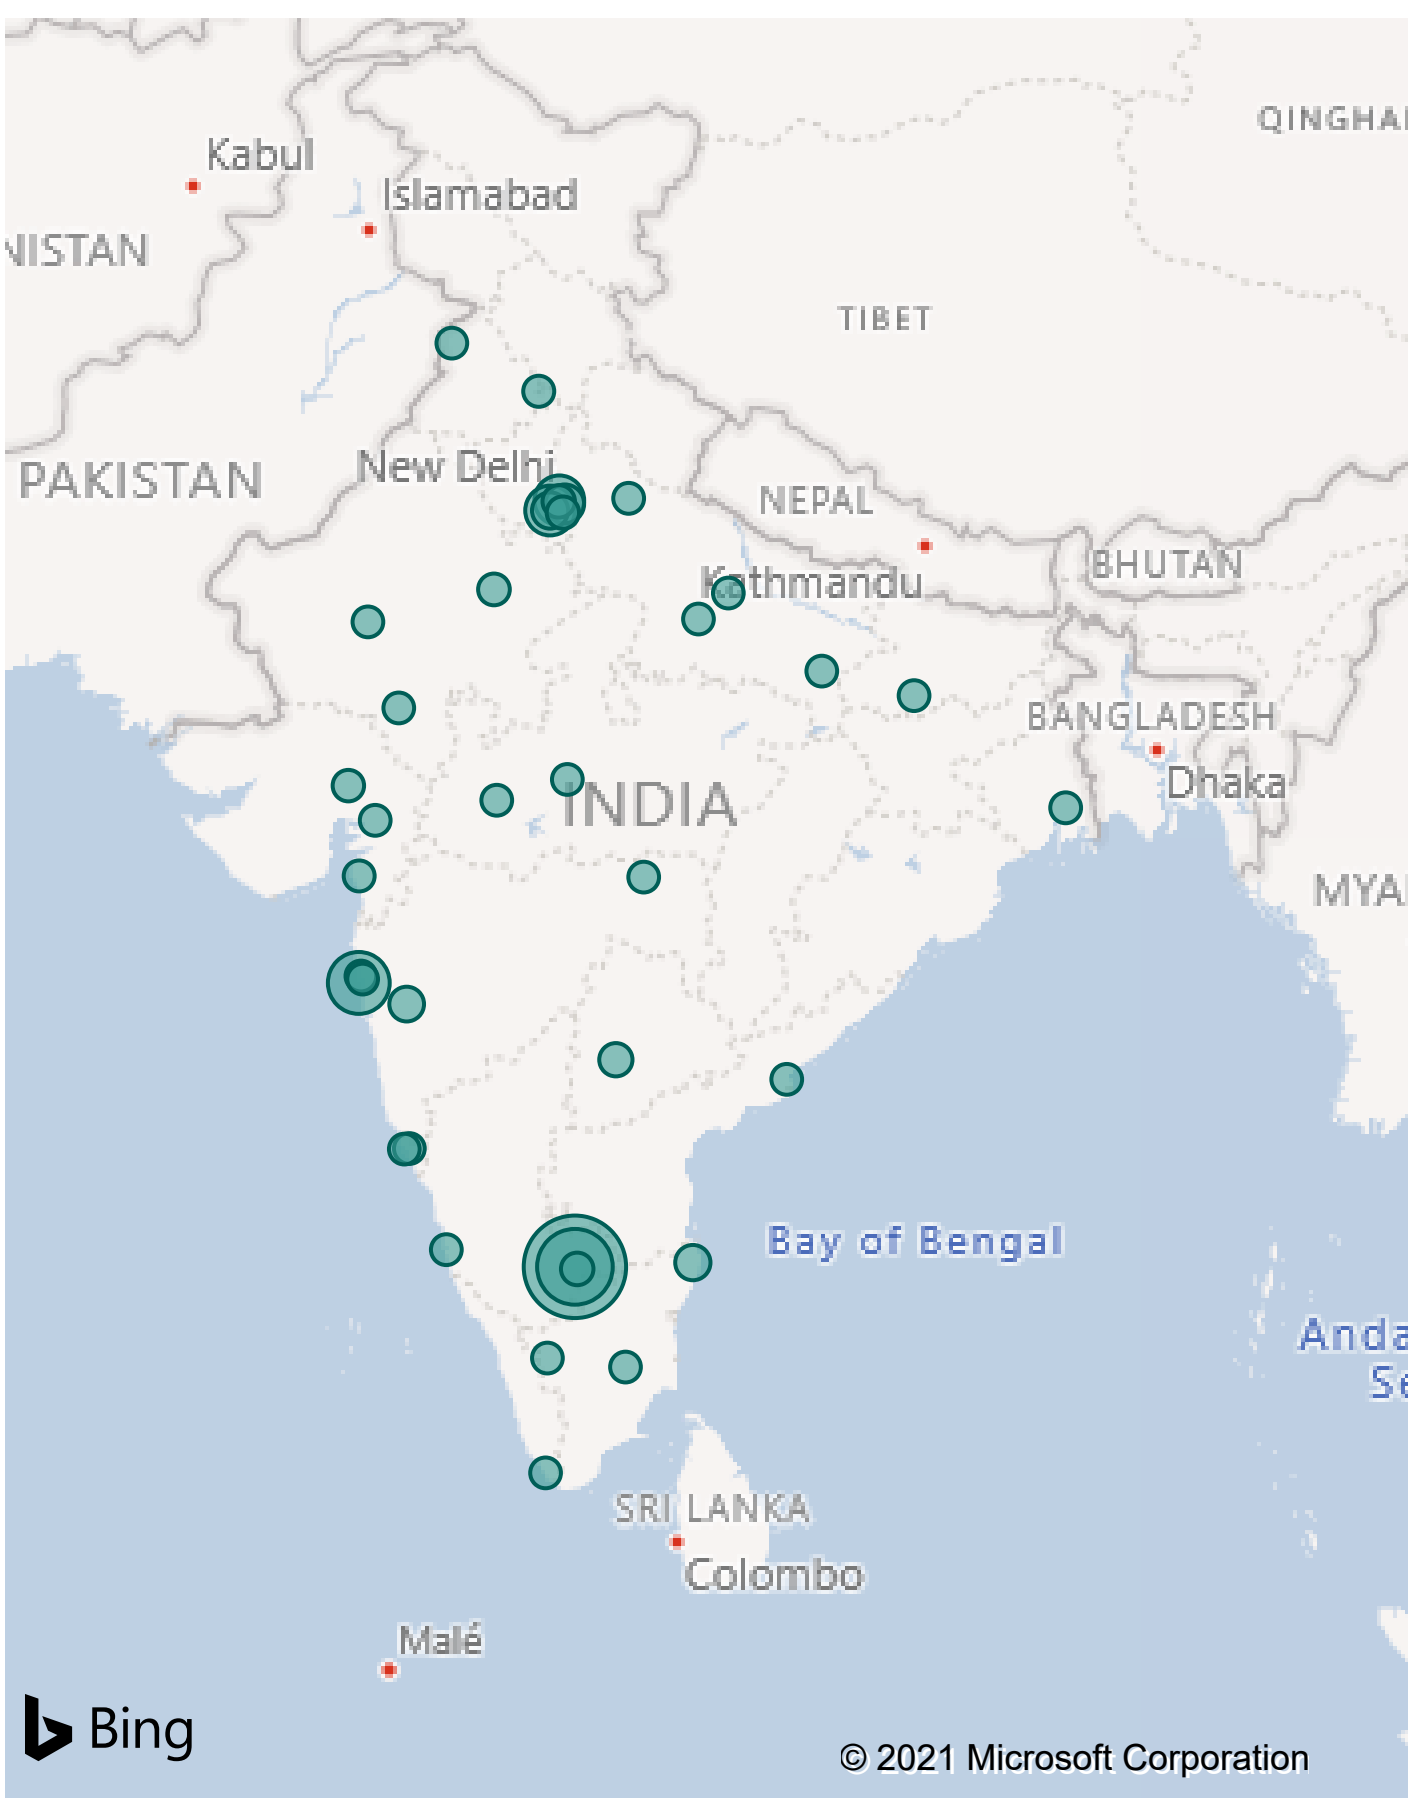 QINGHAI
Kabul
Islamabad
NISTAN
TIBET
New Delhi
PAKISTAN
NEPAL
BHUTAN
Kathmandu
BANGLADESH
Dhaka
INDIA
MYA
Bay of Bengal
Anda
Se
SRI LANKA
Colombo
Malé
Bing
© 2021 Microsoft Corporation